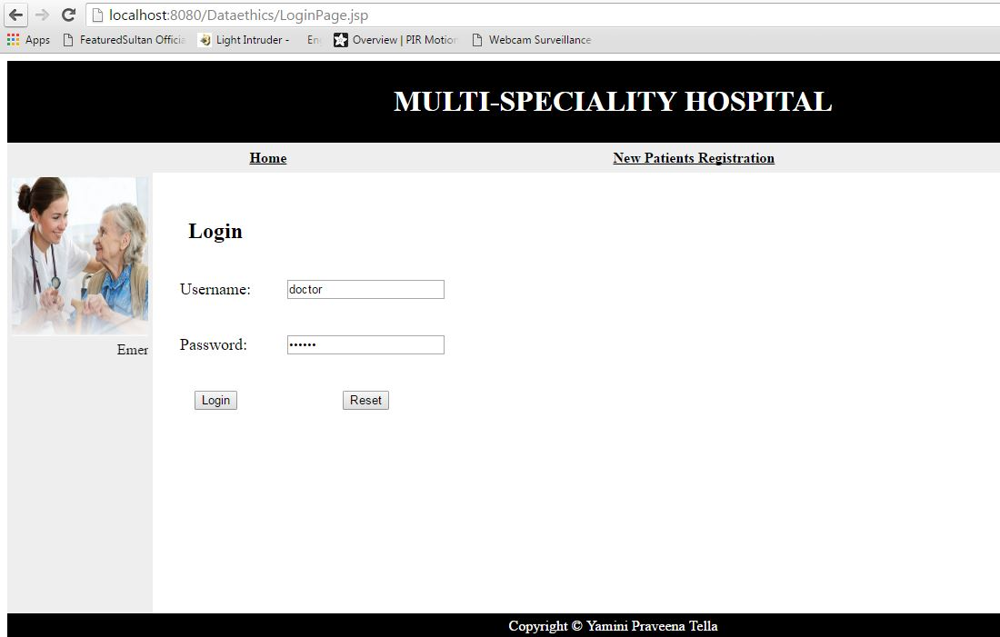 localhost:8080/Dataethics/LoginPage.jsp
Apps FeaturedSultan Officia Light Intruder - Overview | PIR Motion Webcam Surveillance
MULTI-SPECIALITY HOSPITAL
Home New Patients Registration
Login
Username: doctor
Password: ••••••
Emer
Login Reset
Copyright © Yamini Praveena Tella